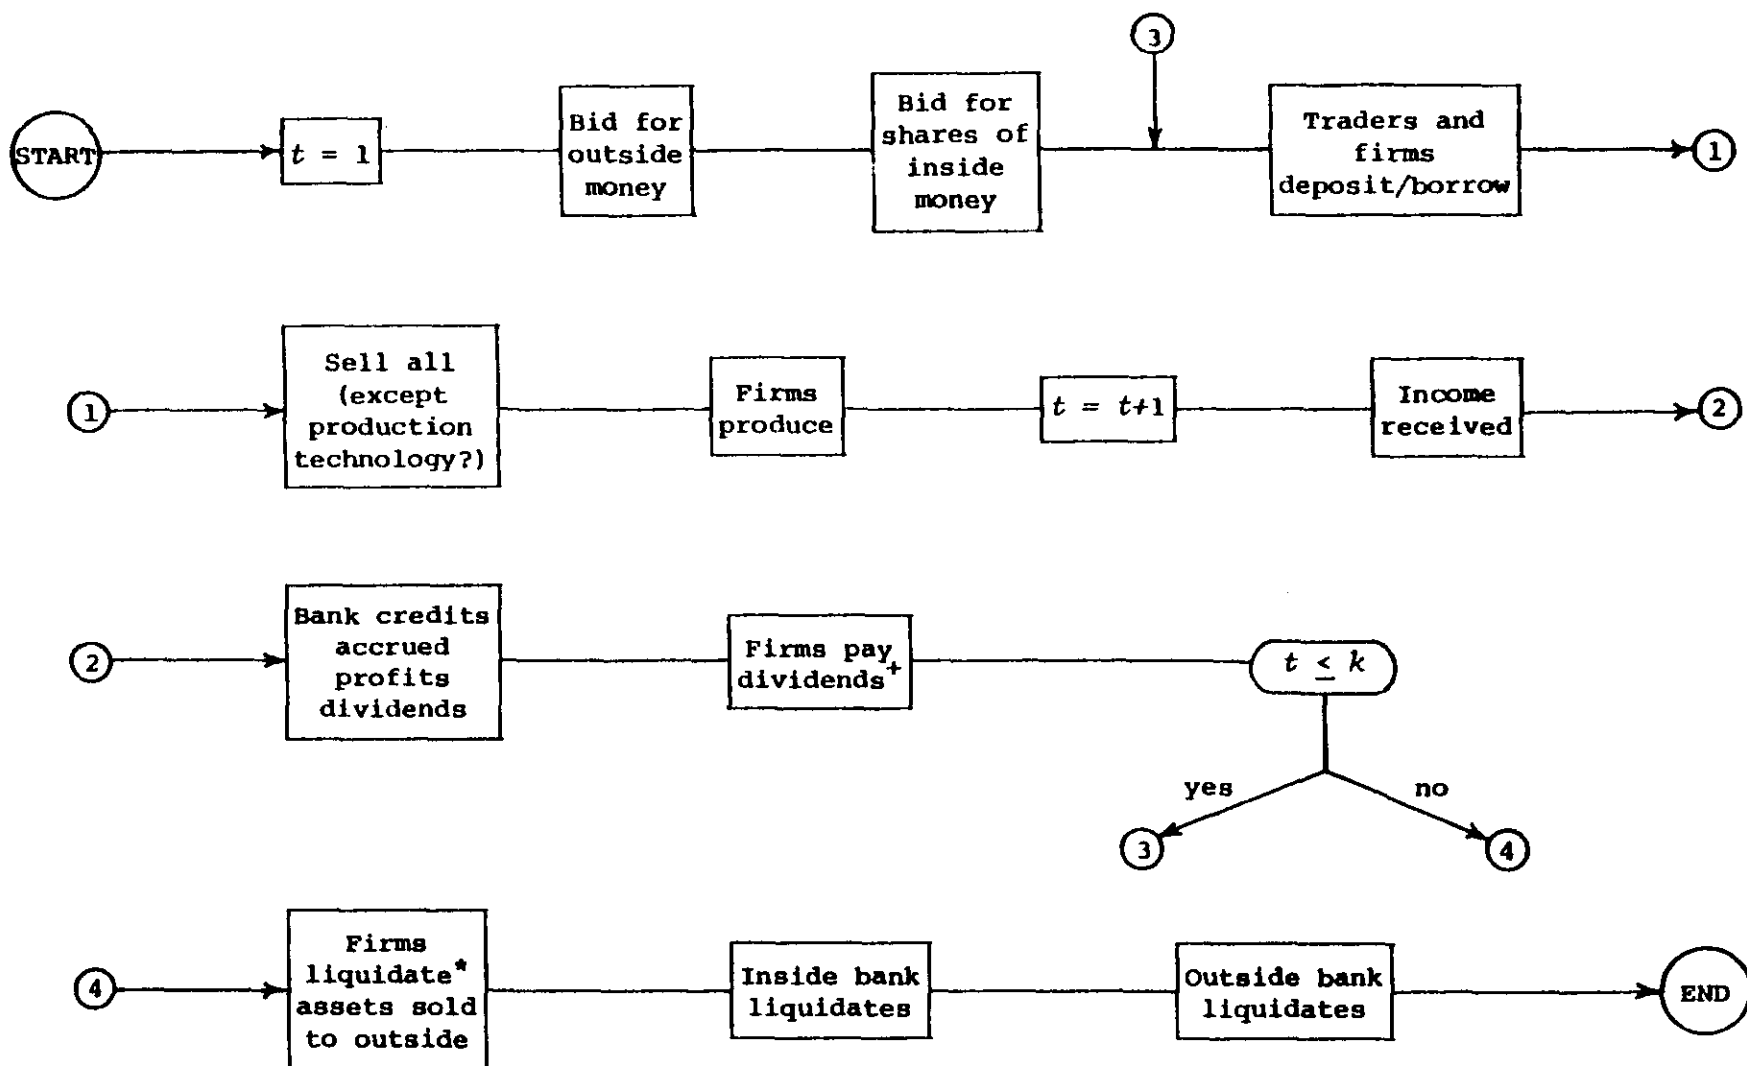 3
START
t = 1
Bid for
outside
money
Bid for
shares of
inside
money
Traders and
firms
deposit/borrow
1
1
Sell all
(except
production
technology?)
Firms
produce
t = t+1
Income
received
2
2
Bank credits
accrued
profits
dividends
Firms pay
dividends+
t ≤ k
yes
no
3
4
4
Firms
liquidate*
assets sold
to outside
Inside bank
liquidates
Outside bank
liquidates
END